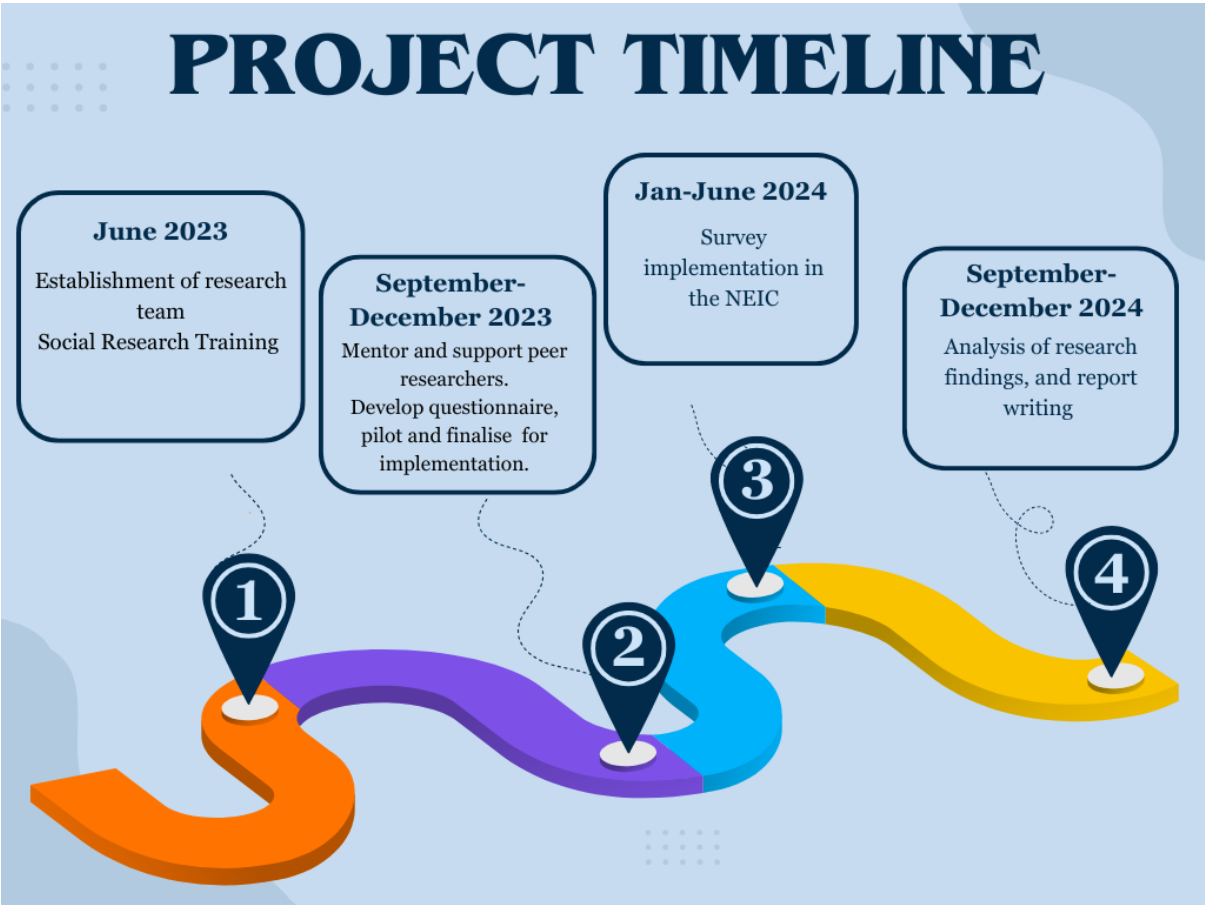 PROJECT TIMELINE
June 2023
Establishment of research
team
Social Research Training
September-
December 2023
Mentor and support peer
researchers.
Develop questionnaire,
pilot and finalise for
implementation.
Jan-June 2024
Survey
implementation in
the NEIC
September-
December 2024
Analysis of research
findings, and report
writing
1
2
3
4